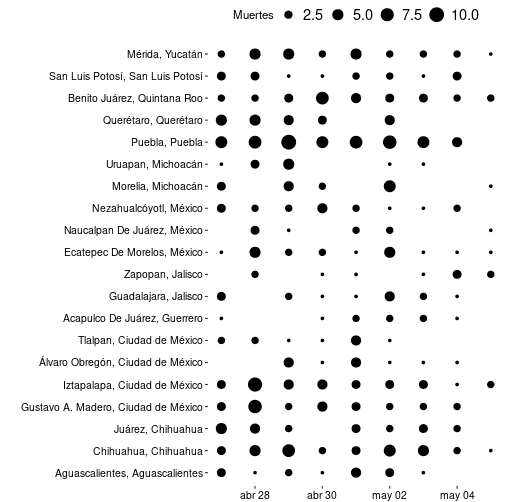 Muertes 2.5 5.0 7.5 10.0
Mérida, Yucatán
San Luis Potosí, San Luis Potosí
Benito Juárez, Quintana Roo
Querétaro, Querétaro
Puebla, Puebla
Uruapan, Michoacán
Morelia, Michoacán
Nezahualcóyotl, México
Naucalpan De Juárez, México
Ecatepec De Morelos, México
Zapopan, Jalisco
Guadalajara, Jalisco
Acapulco De Juárez, Guerrero
Tlalpan, Ciudad de México
Álvaro Obregón, Ciudad de México
Iztapalapa, Ciudad de México
Gustavo A. Madero, Ciudad de México
Juárez, Chihuahua
Chihuahua, Chihuahua
Aguascalientes, Aguascalientes
abr 28 abr 30 may 02 may 04